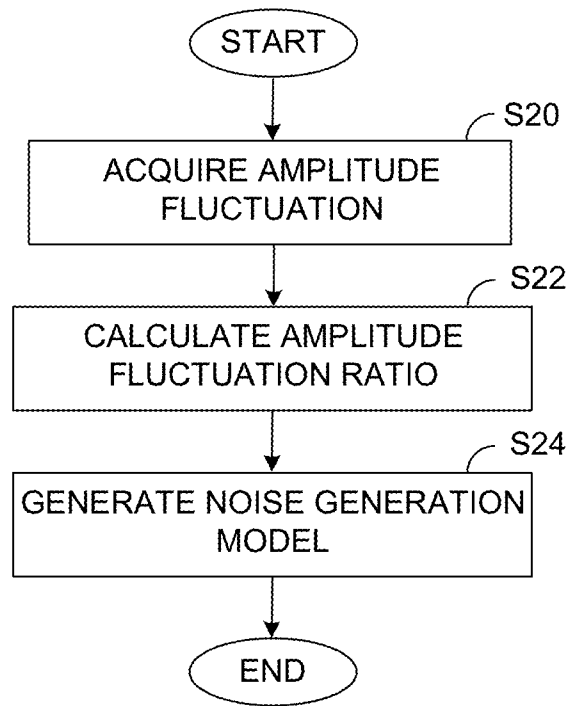 START
S20
ACQUIRE AMPLITUDE
FLUCTUATION
S22
CALCULATE AMPLITUDE
FLUCTUATION RATIO
S24
GENERATE NOISE GENERATION
MODEL
END